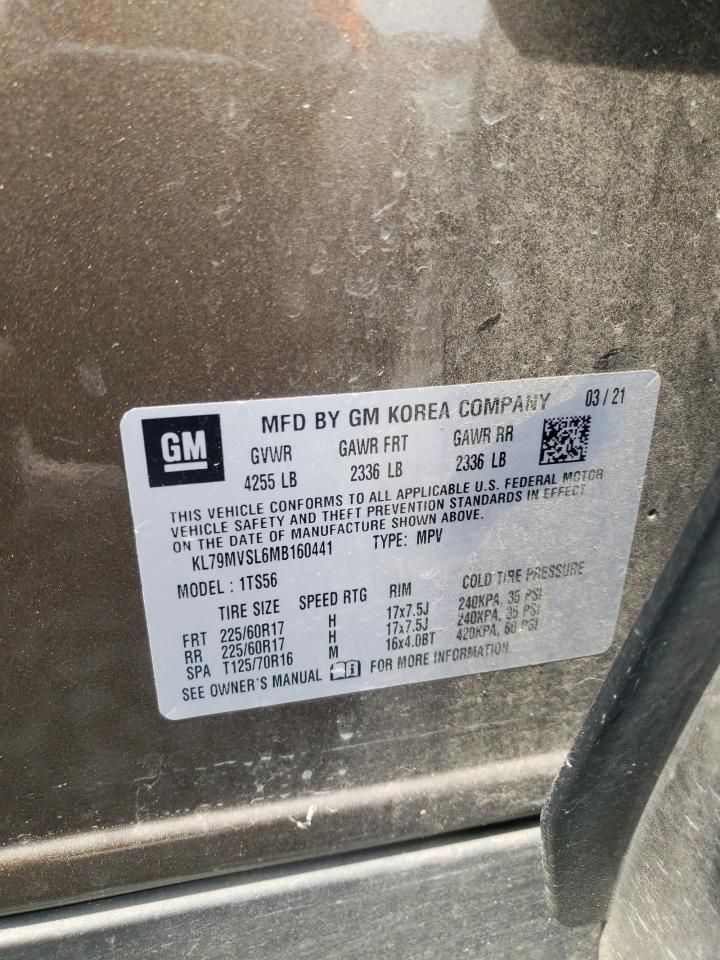 GM
MFD BY GM KOREA COMPANY 03/21
GVWR GAWR FRT GAWR RR
4255 LB 2336 LB 2336 LB
THIS VEHICLE CONFORMS TO ALL APPLICABLE U.S. FEDERAL MOTOR
VEHICLE SAFETY AND THEFT PREVENTION STANDARDS IN EFFECT
ON THE DATE OF MANUFACTURE SHOWN ABOVE.
KL79MVSL6MB160441 TYPE: MPV
MODEL : 1TS56
TIRE SIZE SPEED RTG RIM COLD TIRE PRESSURE
FRT 225/60R17 H 17x7.5J 240KPA, 35 PSI
RR 225/60R17 H 17x7.5J 240KPA, 35 PSI
SPA T125/70R16 M 16x4.0BT 420KPA, 60 PSI
SEE OWNER'S MANUAL FOR MORE INFORMATION.